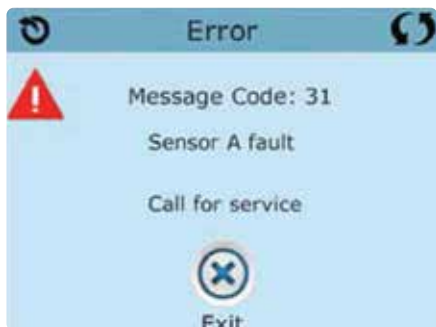 Error
Message Code: 31
Sensor A fault
Call for service
Exit